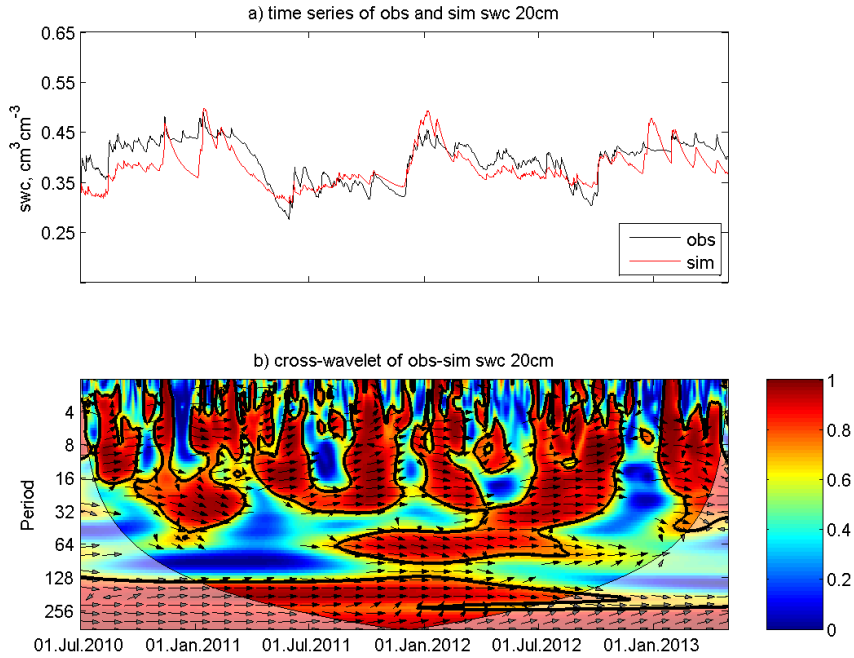 a) time series of obs and sim swc 20cm
0.65
0.55
0.45
0.35
0.25
swc, cm³cm⁻³
01.Jul.2010 01.Jan.2011 01.Jul.2011 01.Jan.2012 01.Jul.2012 01.Jan.2013
obs
sim
b) cross-wavelet of obs-sim swc 20cm
4
8
16
32
64
128
256
Period
1
0.8
0.6
0.4
0.2
0